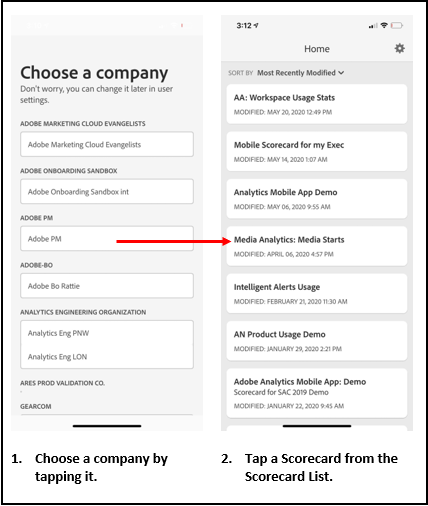 Choose a company
Don't worry, you can change it later in user
settings.
ADOBE MARKETING CLOUD EVANGELISTS
Adobe Marketing Cloud Evangelists
ADOBE ONBOARDING SANDBOX
Adobe Onboarding Sandbox int
ADOBE PM
Adobe PM
ADOBE-BO
Adobe Bo Rattie
ANALYTICS ENGINEERING ORGANIZATION
Analytics Eng PNW
Analytics Eng LON
ARES PROD VALIDATION CO.
GEARCOM
1. Choose a company by
tapping it.
3:12
Home
SORT BY Most Recently Modified
AA: Workspace Usage Stats
MODIFIED: MAY 20, 2020 12:49 PM
Mobile Scorecard for my Exec
MODIFIED: MAY 14, 2020 1:07 AM
Analytics Mobile App Demo
MODIFIED: MAY 06, 2020 9:55 AM
Media Analytics: Media Starts
MODIFIED: APRIL 06, 2020 4:57 PM
Intelligent Alerts Usage
MODIFIED: FEBRUARY 21, 2020 11:30 AM
AN Product Usage Demo
MODIFIED: JANUARY 29, 2020 2:21 PM
Adobe Analytics Mobile App: Demo
Scorecard for SAC 2019 Demo
MODIFIED: JANUARY 22, 2020 9:45 AM
2. Tap a Scorecard from the
Scorecard List.